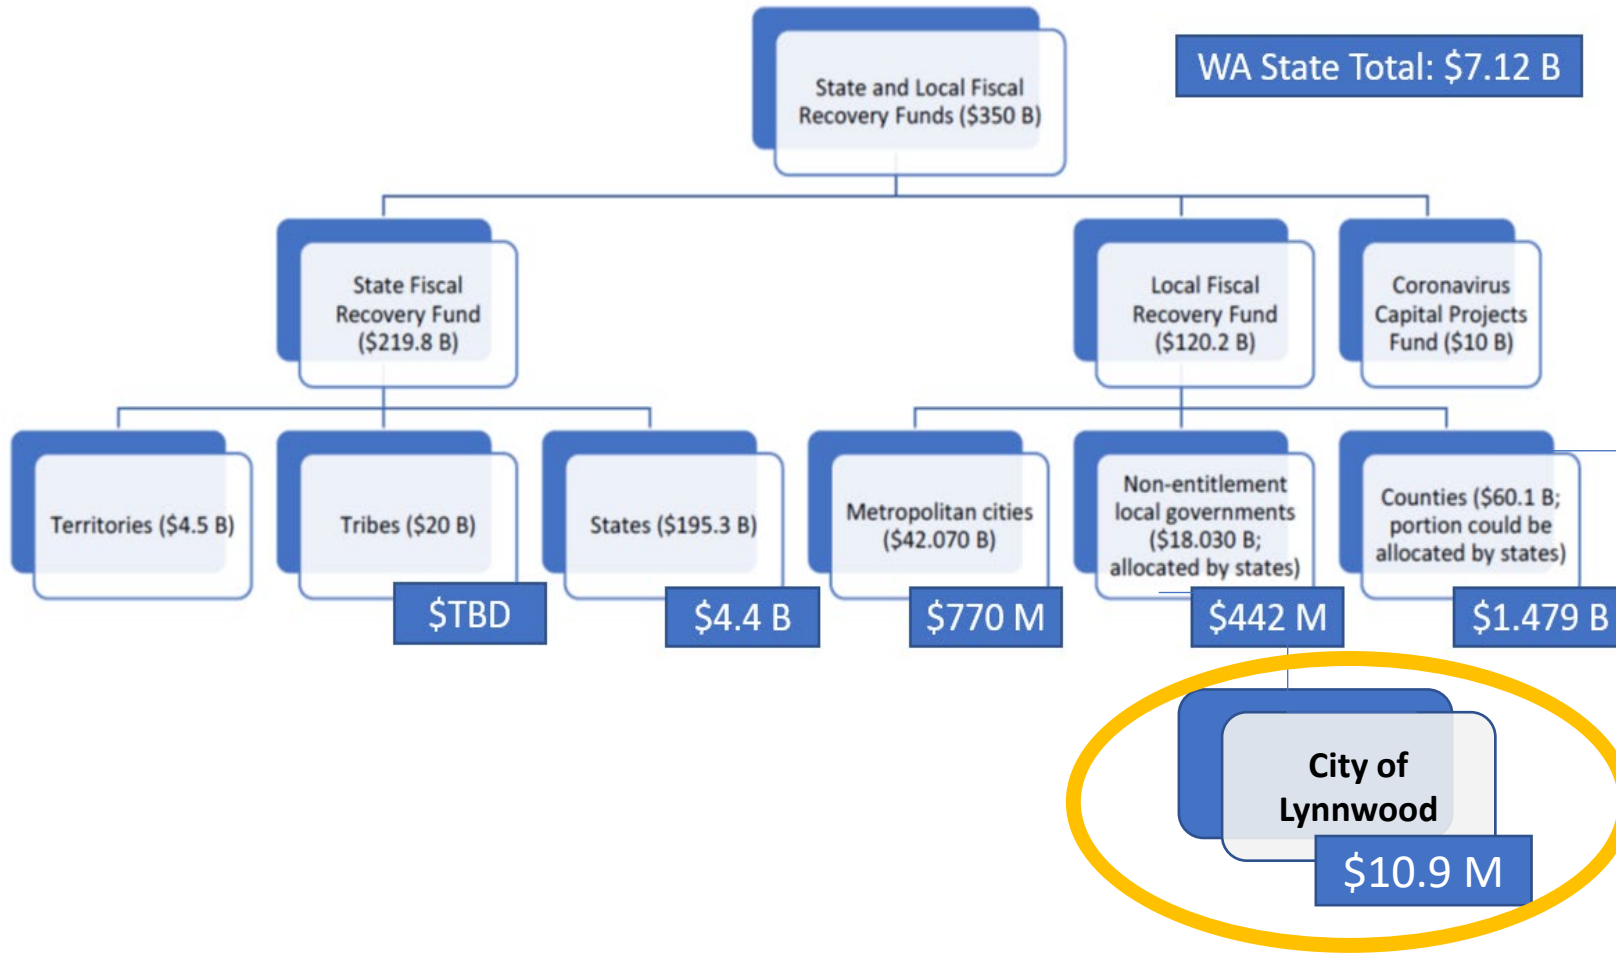 WA State Total: $7.12 B
State and Local Fiscal
Recovery Funds ($350 B)
State Fiscal
Recovery Fund
($219.8 B)
Local Fiscal
Recovery Fund
($120.2 B)
Coronavirus
Capital Projects
Fund ($10 B)
Territories ($4.5 B)
Tribes ($20 B)
$TBD
States ($195.3 B)
$4.4 B
Metropolitan cities
($42.070 B)
$770 M
Non-entitlement
local governments
($18.030 B;
allocated by states)
$442 M
Counties ($60.1 B;
portion could be
allocated by states)
$1.479 B
City of
Lynnwood
$10.9 M